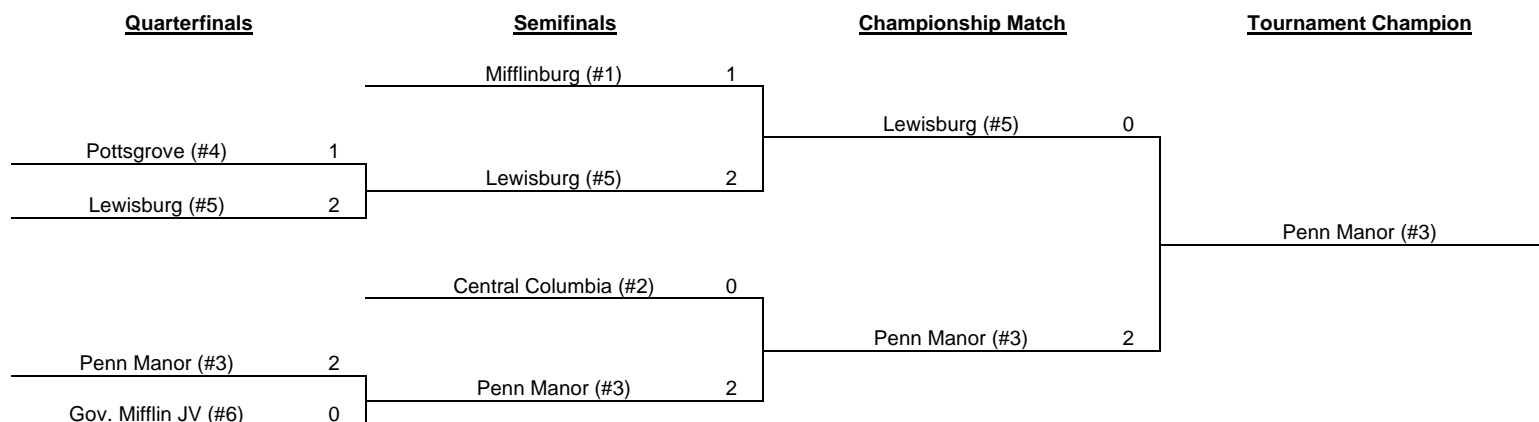 Quarterfinals Semifinals Championship Match Tournament Champion
Mifflinburg (#1) 1
Lewisburg (#5) 0
Pottsgrove (#4) 1
Lewisburg (#5) 2
Lewisburg (#5) 2
Penn Manor (#3)
Central Columbia (#2) 0
Penn Manor (#3) 2
Penn Manor (#3) 2
Penn Manor (#3) 2
Gov. Mifflin JV (#6) 0